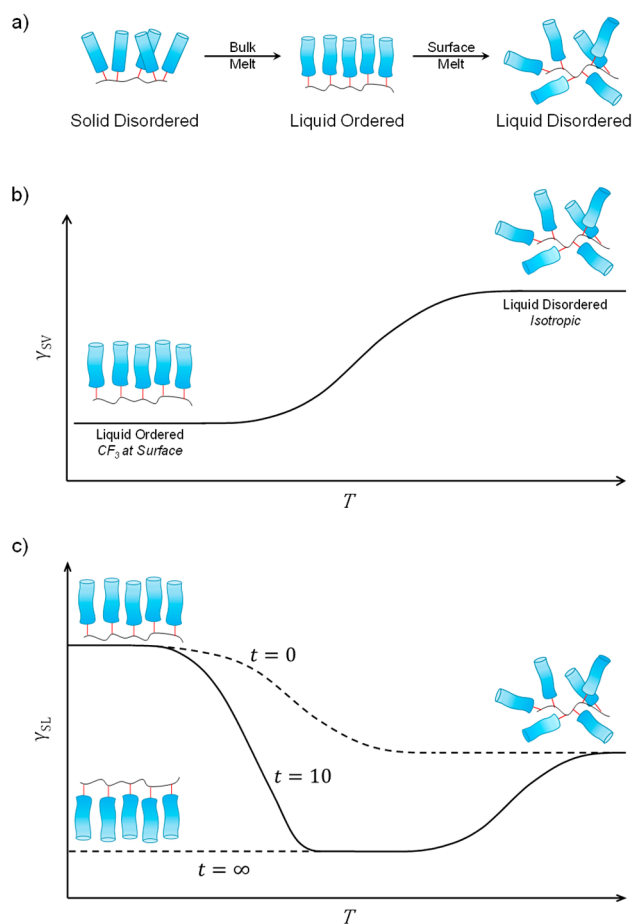 a)
Bulk
Melt
Surface
Melt
Solid Disordered
Liquid Ordered
Liquid Disordered
b)
γSV
Liquid Disordered
Isotropic
Liquid Ordered
CF3 at Surface
T
c)
t = 0
γSL
t = 10
t = ∞
T